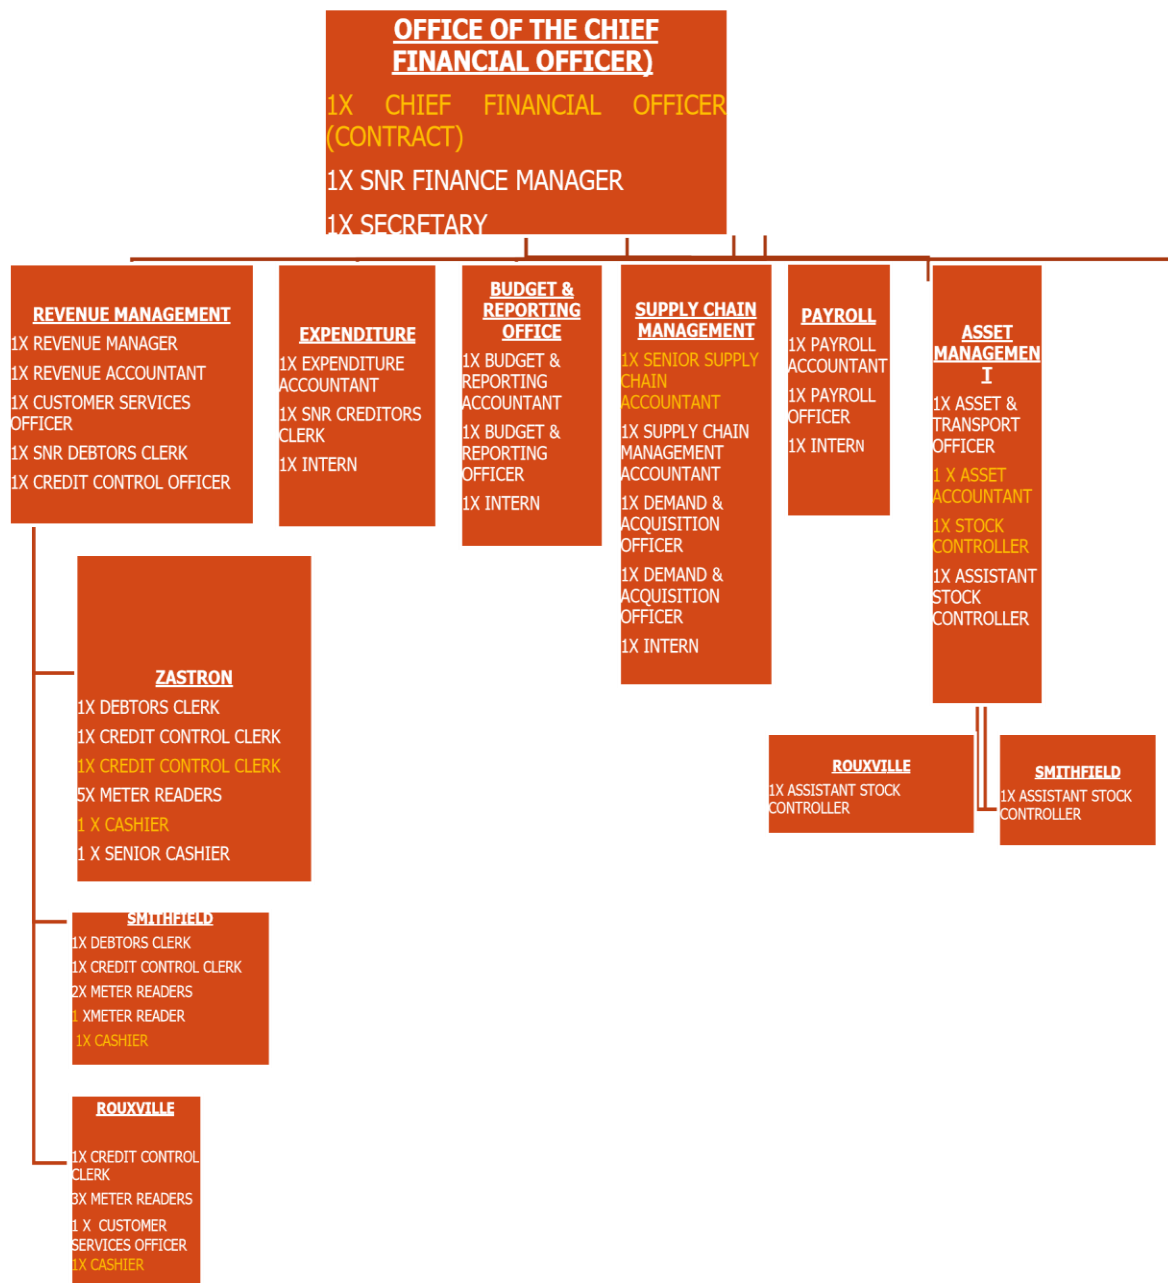 OFFICE OF THE CHIEF
FINANCIAL OFFICER)
1X CHIEF FINANCIAL OFFICER
(CONTRACT)
1X SNR FINANCE MANAGER
1X SECRETARY
REVENUE MANAGEMENT
1X REVENUE MANAGER
1X REVENUE ACCOUNTANT
1X CUSTOMER SERVICES
OFFICER
1X SNR DEBTORS CLERK
1X CREDIT CONTROL OFFICER
EXPENDITURE
1X EXPENDITURE
ACCOUNTANT
1X SNR CREDITORS
CLERK
1X INTERN
BUDGET &
REPORTING
OFFICE
1X BUDGET &
REPORTING
ACCOUNTANT
1X BUDGET &
REPORTING
OFFICER
1X INTERN
SUPPLY CHAIN
MANAGEMENT
1X SENIOR SUPPLY
CHAIN
ACCOUNTANT
1X SUPPLY CHAIN
MANAGEMENT
ACCOUNTANT
1X DEMAND &
ACQUISITION
OFFICER
1X DEMAND &
ACQUISITION
OFFICER
1X INTERN
PAYROLL
1X PAYROLL
ACCOUNTANT
1X PAYROLL
OFFICER
1X INTERN
ASSET
MANAGEMEN
T
1X ASSET &
TRANSPORT
OFFICER
1 X ASSET
ACCOUNTANT
1X STOCK
CONTROLLER
1X ASSISTANT
STOCK
CONTROLLER
ZASTRON
1X DEBTORS CLERK
1X CREDIT CONTROL CLERK
1X CREDIT CONTROL CLERK
5X METER READERS
1 X CASHIER
1 X SENIOR CASHIER
ROUXVILLE
1X ASSISTANT STOCK
CONTROLLER
SMITHFIELD
1X ASSISTANT STOCK
CONTROLLER
SMITHFIELD
1X DEBTORS CLERK
1X CREDIT CONTROL CLERK
2X METER READERS
1 XMETER READER
1X CASHIER
ROUXVILLE
1X CREDIT CONTROL
CLERK
3X METER READERS
1 X CUSTOMER
SERVICES OFFICER
1X CASHIER